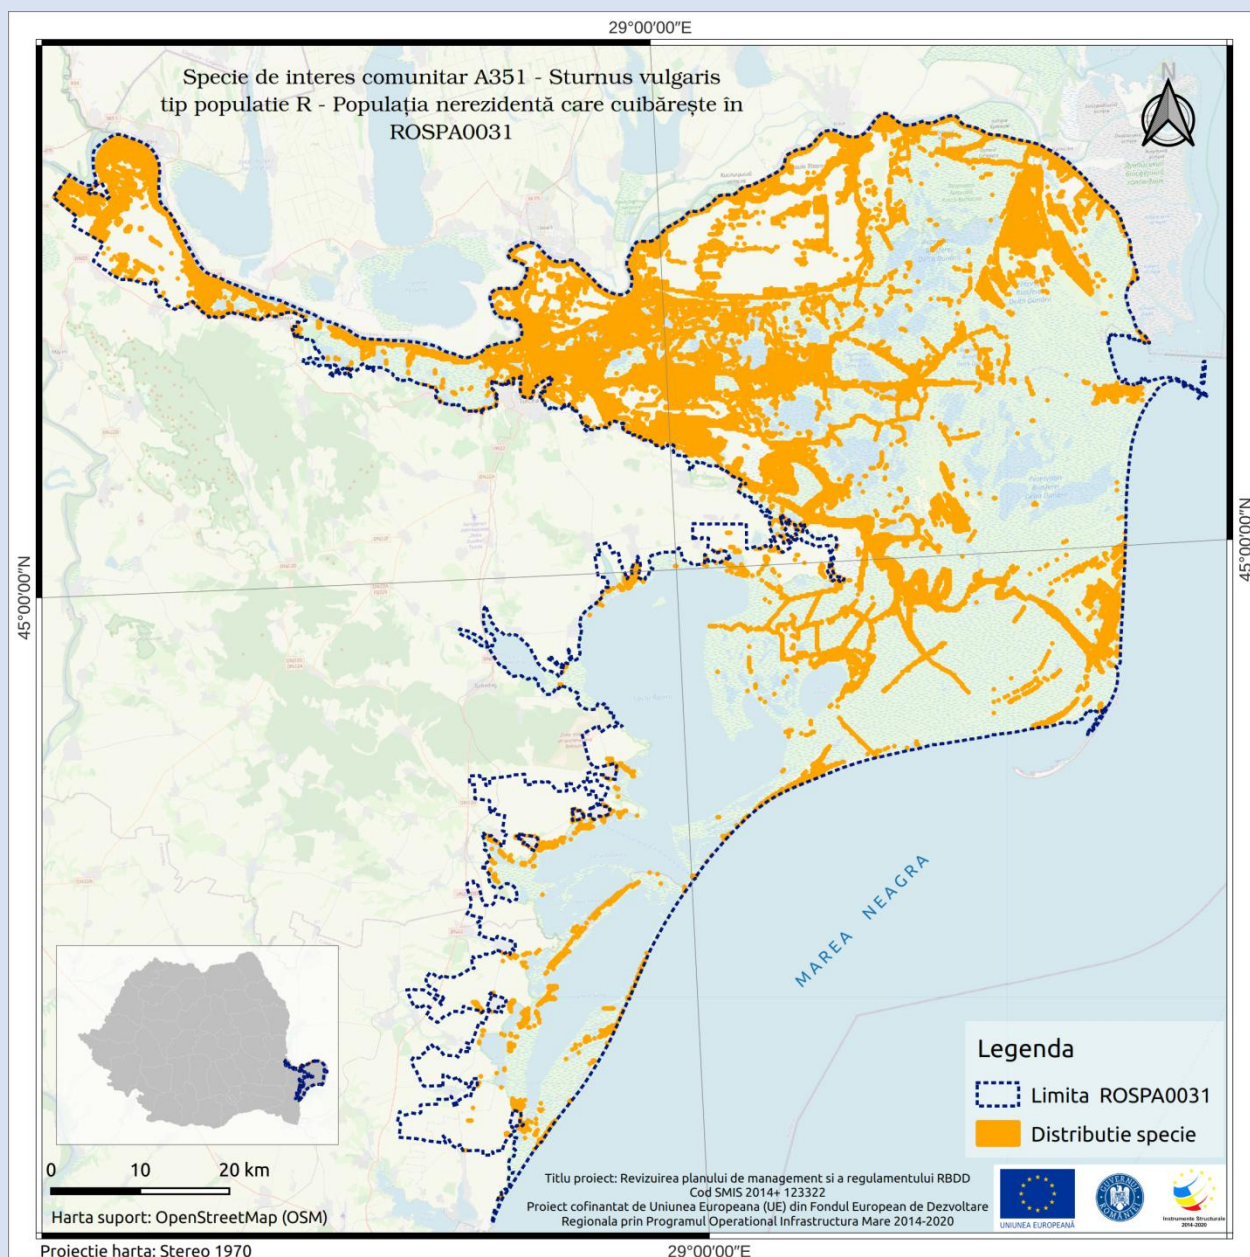 29°00′00″E
Specie de interes comunitar A351 - Sturnus vulgaris
tip populatie R - Populația nerezidentă care cuibărește în
ROSPA0031
N
45°00′00″N
45°00′00″N
MAREA NEAGRA
Legenda
Limita ROSPA0031
Distributie specie
0 10 20 km
Harta suport: OpenStreetMap (OSM)
Titlu proiect: Revizuirea planului de management si a regulamentului RBDD
Cod SMIS 2014+ 123322
Proiect cofinantat de Uniunea Europeana (UE) din Fondul European de Dezvoltare
Regionala prin Programul Operational Infrastructura Mare 2014-2020
UNIUNEA EUROPEANĂ
GUVERNUL ROMÂNIEI
Instrumente Structurale
2014-2020
Proiectie harta: Stereo 1970
29°00′00″E